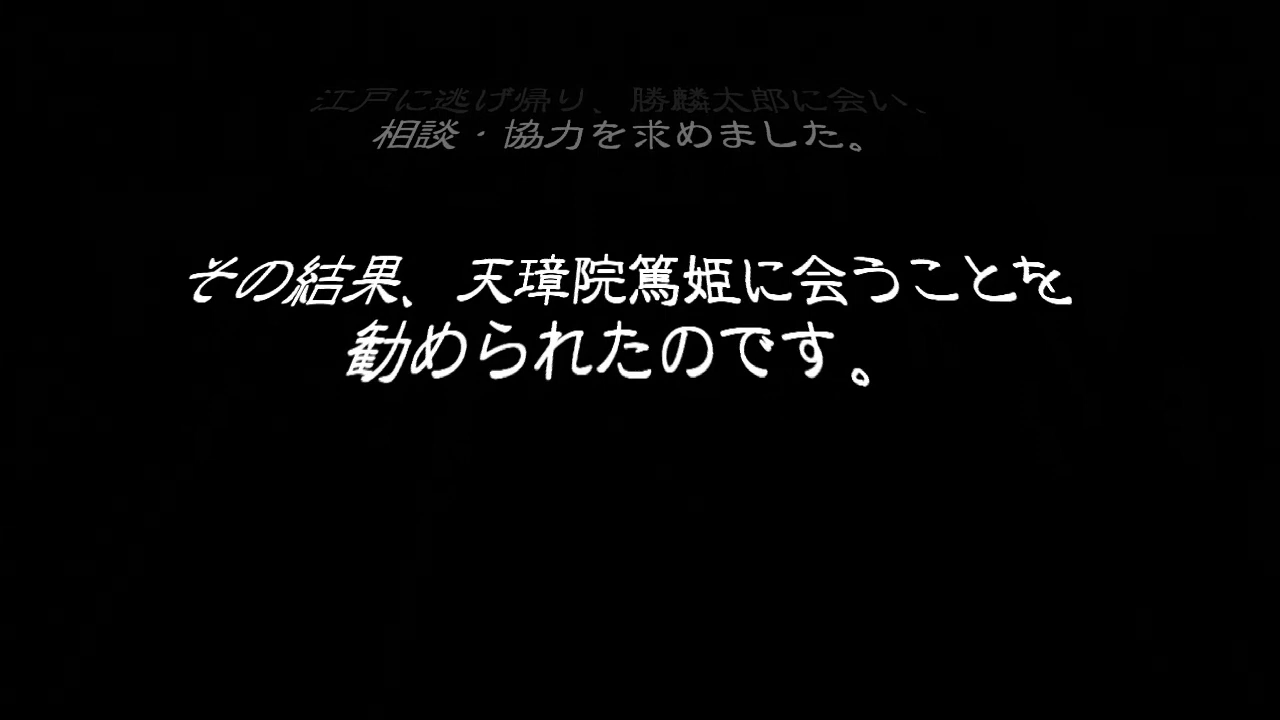 江戸に逃げ帰り、勝麟太郎に会い、
相談・協力を求めました。
その結果、天璋院篤姫に会うことを
勧められたのです。